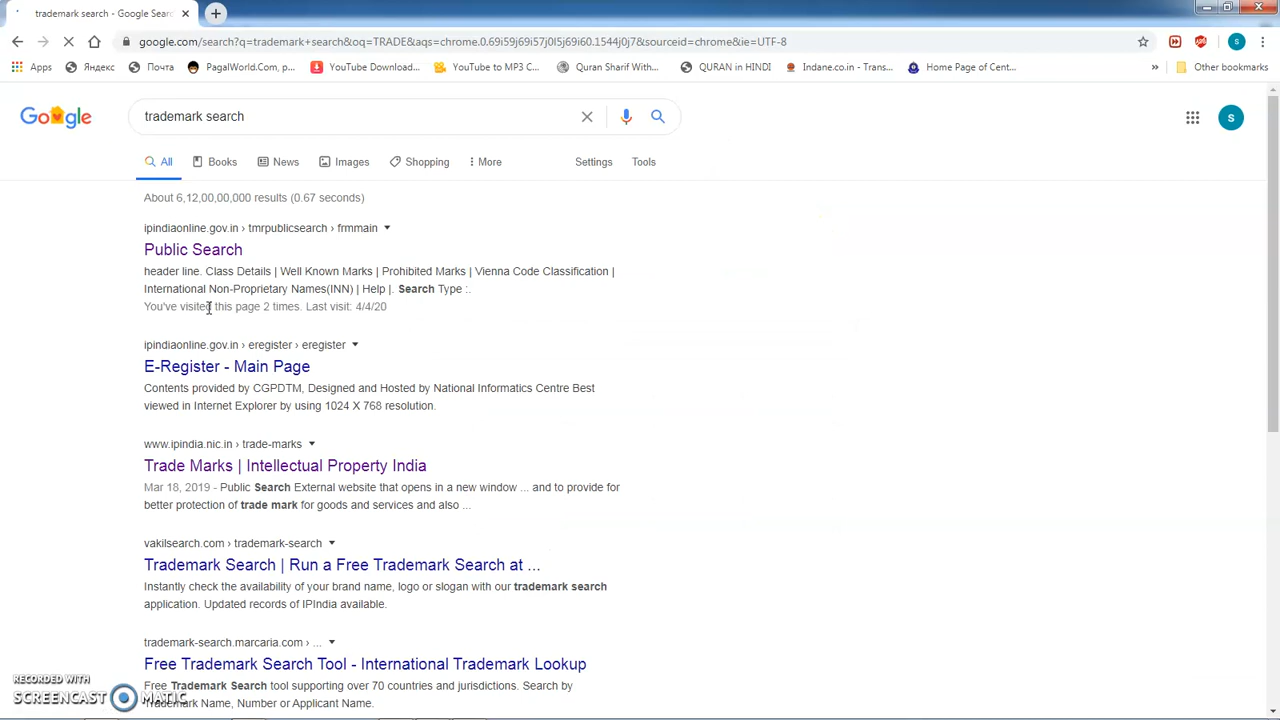 trademark search - Google Sear
google.com/search?q=trademark+search&oq=TRADE&aqs=chrome.0.69i59j69i57j0l5j69i60.1544j0j7&sourceid=chrome&ie=UTF-8
Apps Яндекс Почта PagalWorld.Com, p... YouTube Download... YouTube to MP3 C... Quran Sharif With... QURAN in HINDI Indane.co.in - Trans... Home Page of Cent... » Other bookmarks
Google trademark search s
All Books News Images Shopping More Settings Tools
About 6,12,00,00,000 results (0.67 seconds)
ipindiaonline.gov.in › tmrpublicsearch › frmmain
Public Search
header line. Class Details | Well Known Marks | Prohibited Marks | Vienna Code Classification |
International Non-Proprietary Names(INN) | Help |. Search Type :.
You've visited this page 2 times. Last visit: 4/4/20
ipindiaonline.gov.in › eregister › eregister
E-Register - Main Page
Contents provided by CGPDTM, Designed and Hosted by National Informatics Centre Best
viewed in Internet Explorer by using 1024 X 768 resolution.
www.ipindia.nic.in › trade-marks
Trade Marks | Intellectual Property India
Mar 18, 2019 - Public Search External website that opens in a new window ... and to provide for
better protection of trade mark for goods and services and also ...
vakilsearch.com › trademark-search
Trademark Search | Run a Free Trademark Search at ...
Instantly check the availability of your brand name, logo or slogan with our trademark search
application. Updated records of IPIndia available.
trademark-search.marcaria.com › ...
Free Trademark Search Tool - International Trademark Lookup
Free Trademark Search tool supporting over 70 countries and jurisdictions. Search by
Trademark Name, Number or Applicant Name.
RECORDED WITH
SCREENCAST MATIC